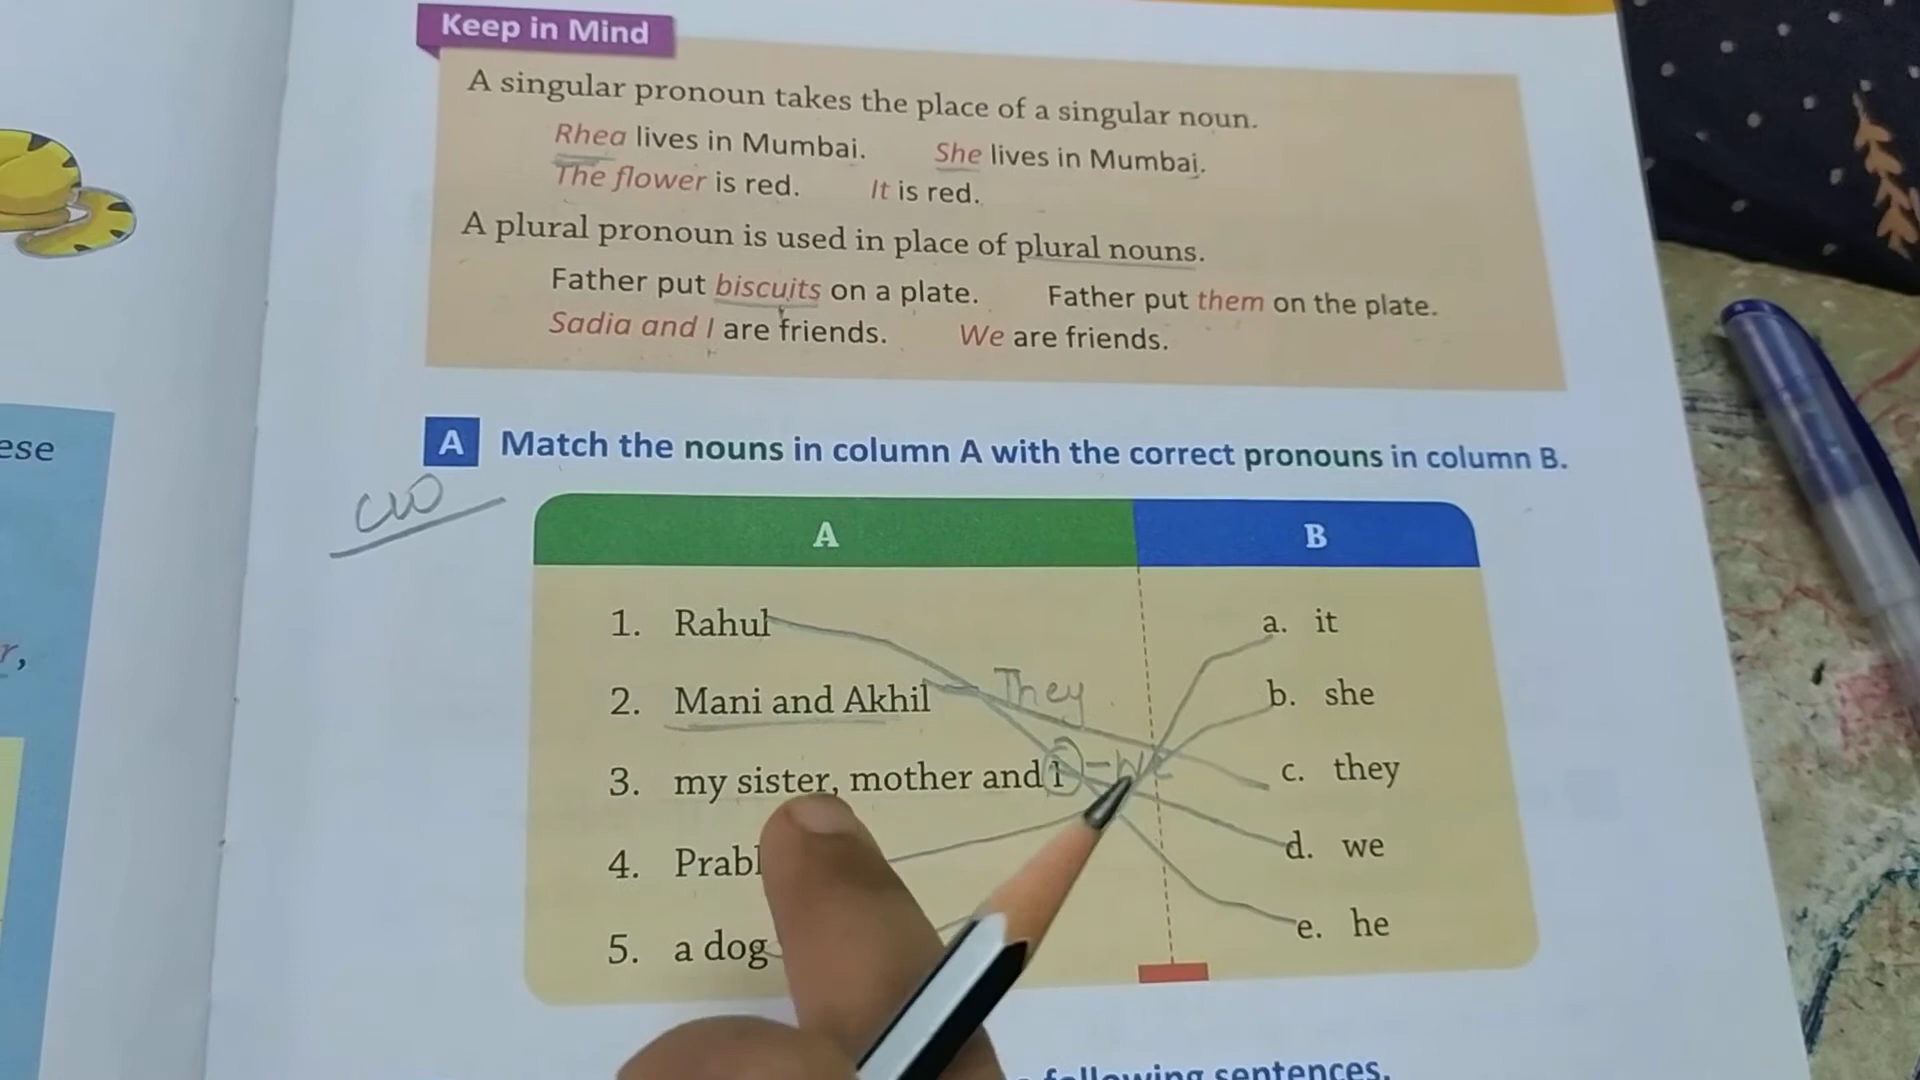 Keep in Mind
A singular pronoun takes the place of a singular noun.
Rhea lives in Mumbai. She lives in Mumbai.
The flower is red. It is red.
A plural pronoun is used in place of plural nouns.
Father put biscuits on a plate. Father put them on the plate.
Sadia and I are friends. We are friends.
ese
r,
A Match the nouns in column A with the correct pronouns in column B.
CW
A B
1. Rahul a. it
2. Mani and Akhil They b. she
3. my sister, mother and I - We c. they
4. d. we
5. a dog e. he
following sentences.